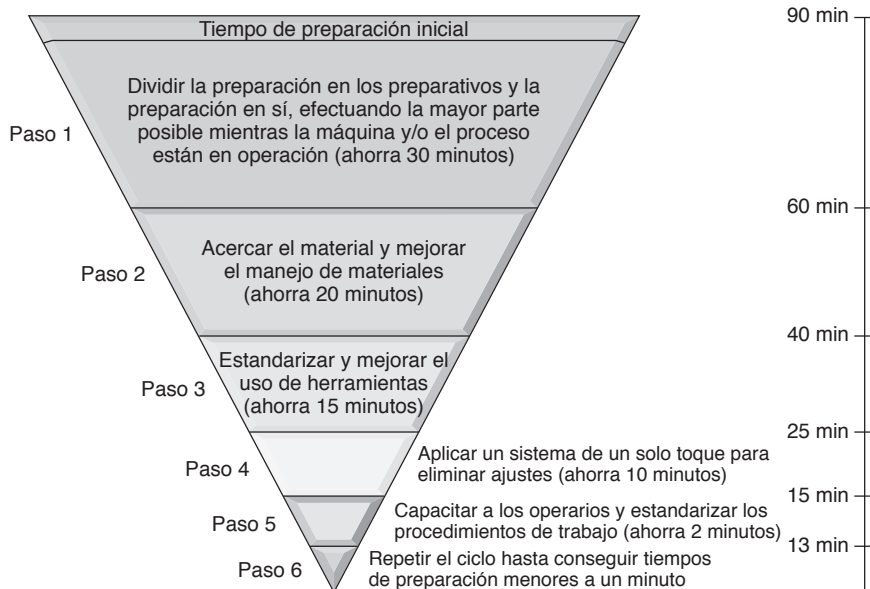 Tiempo de preparación inicial
90 min
Paso 1
Dividir la preparación en los preparativos y la
preparación en sí, efectuando la mayor parte
posible mientras la máquina y/o el proceso
están en operación (ahorra 30 minutos)
60 min
Paso 2
Acercar el material y mejorar
el manejo de materiales
(ahorra 20 minutos)
40 min
Paso 3
Estandarizar y mejorar el
uso de herramientas
(ahorra 15 minutos)
25 min
Paso 4
Aplicar un sistema de un solo toque para
eliminar ajustes (ahorra 10 minutos)
15 min
Paso 5
Capacitar a los operarios y estandarizar los
procedimientos de trabajo (ahorra 2 minutos)
13 min
Paso 6
Repetir el ciclo hasta conseguir tiempos
de preparación menores a un minuto